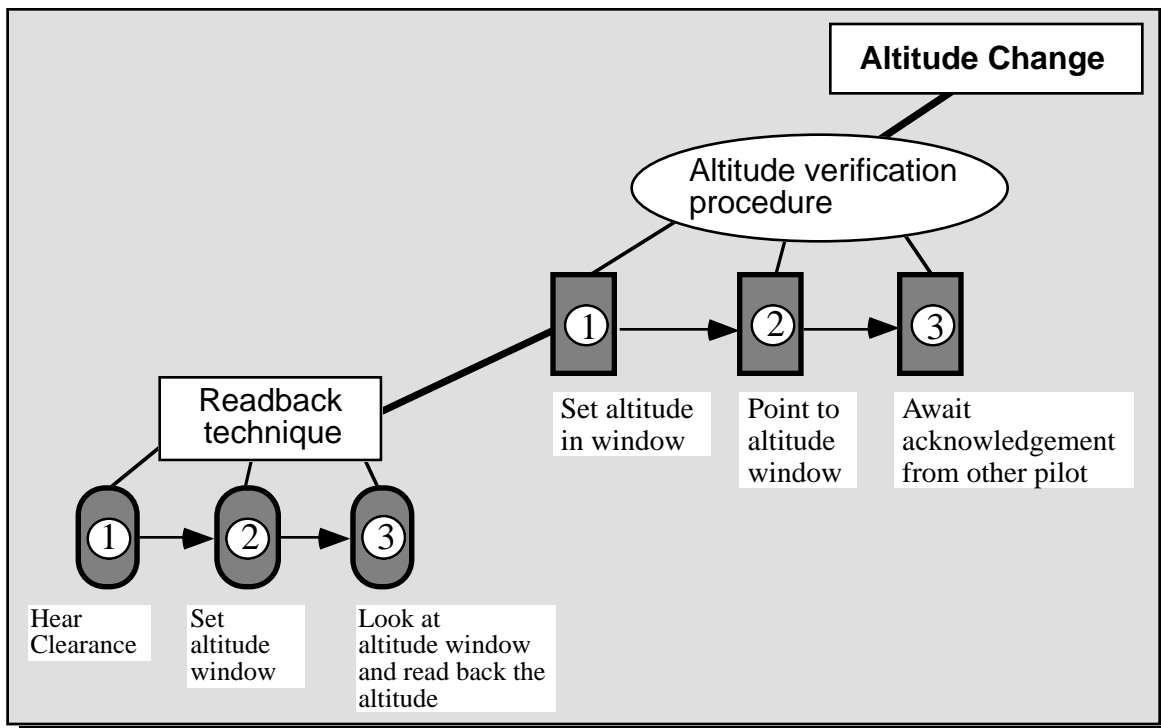 Altitude Change
Altitude verification
procedure
1
2
3
Set altitude
in window
Point to
altitude
window
Await
acknowledgement
from other pilot
Readback
technique
1
2
3
Hear
Clearance
Set
altitude
window
Look at
altitude window
and read back the
altitude